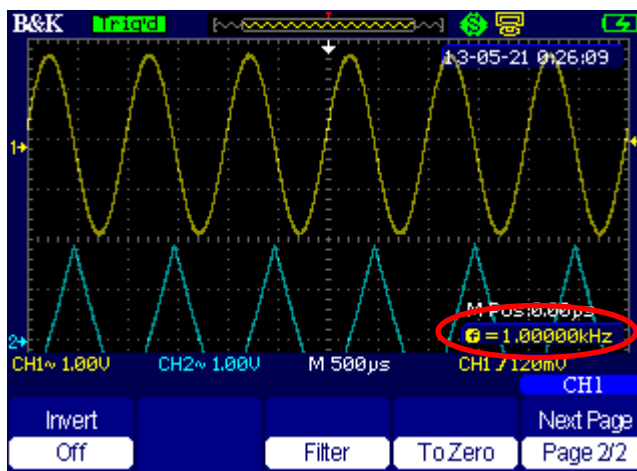 B&K Trig'd
13-05-21 0:26:09
1
M Pos:0.00µs
f=1.00000kHz
2
CH1~ 1.00V CH2~ 1.00V M 500µs CH1 / 120mV
CH1
Invert Next Page
Off Filter To Zero Page 2/2